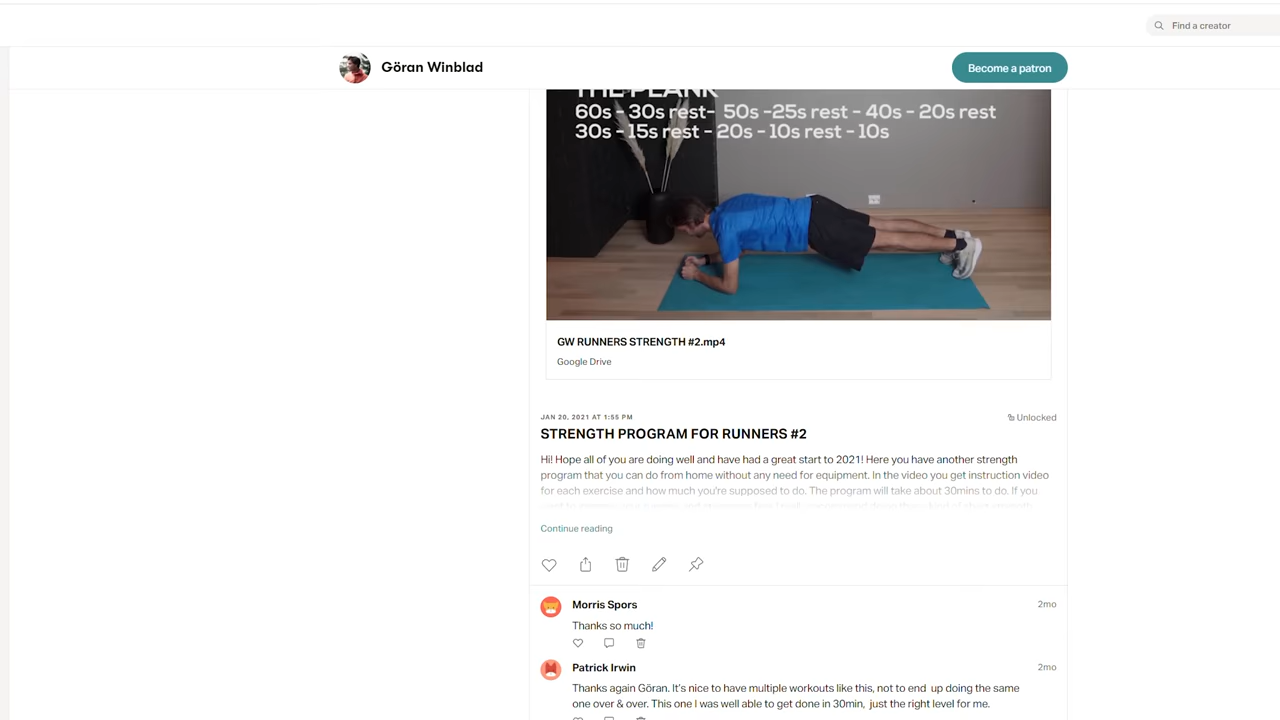 Find a creator
Göran Winblad
Become a patron
THE PLANK
60s - 30s rest- 50s -25s rest - 40s - 20s rest
30s - 15s rest - 20s - 10s rest - 10s
GW RUNNERS STRENGTH #2.mp4
Google Drive
JAN 20, 2021 AT 1:55 PM
Unlocked
STRENGTH PROGRAM FOR RUNNERS #2
Hi! Hope all of you are doing well and have had a great start to 2021! Here you have another strength
program that you can do from home without any need for equipment. In the video you get instruction video
for each exercise and how much you're supposed to do. The program will take about 30mins to do. If you
Continue reading
Morris Spors
2mo
Thanks so much!
Patrick Irwin
2mo
Thanks again Göran. It's nice to have multiple workouts like this, not to end up doing the same
one over & over. This one I was well able to get done in 30min, just the right level for me.